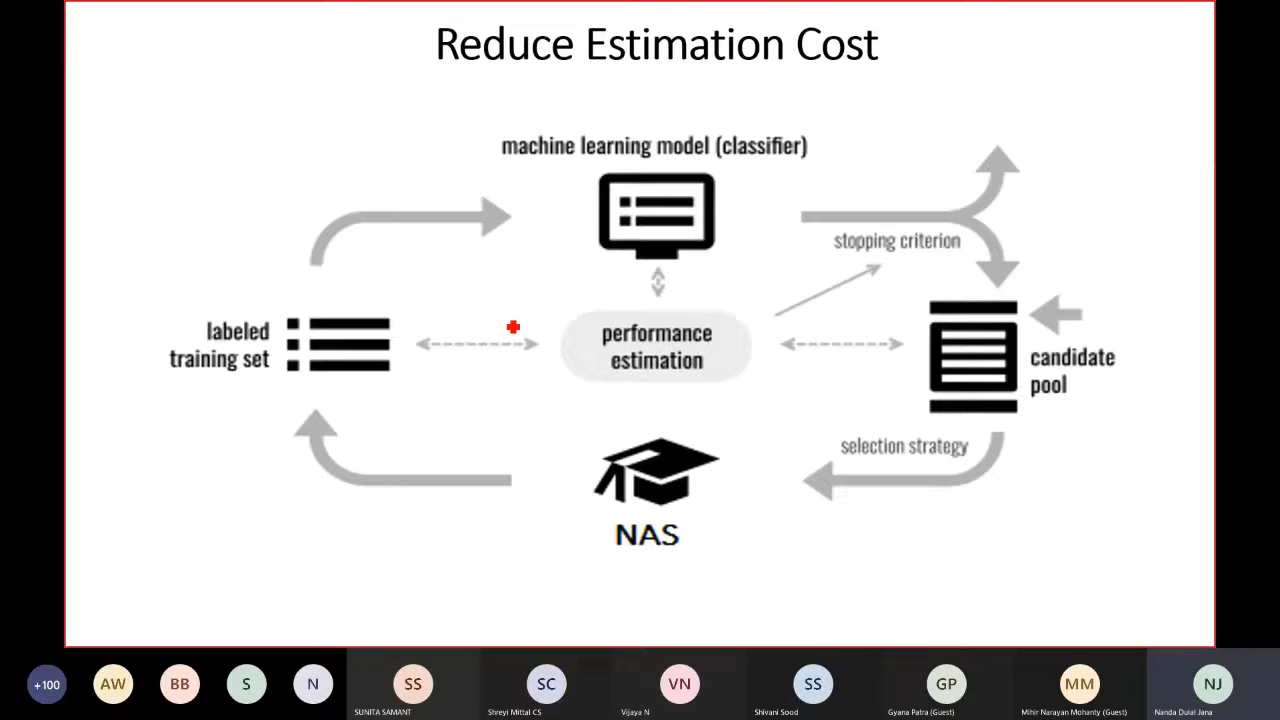 Reduce Estimation Cost
machine learning model (classifier)
stopping criterion
labeled
training set
performance
estimation
candidate
pool
selection strategy
NAS
+100
AW
BB
S
N
SS
SC
VN
SS
GP
MM
NJ
SUNITA SAMANT
Shreyi Mittal CS
Vijaya N
Shivani Sood
Gyana Patra (Guest)
Mihir Narayan Mohanty (Guest)
Nanda Dulal Jana